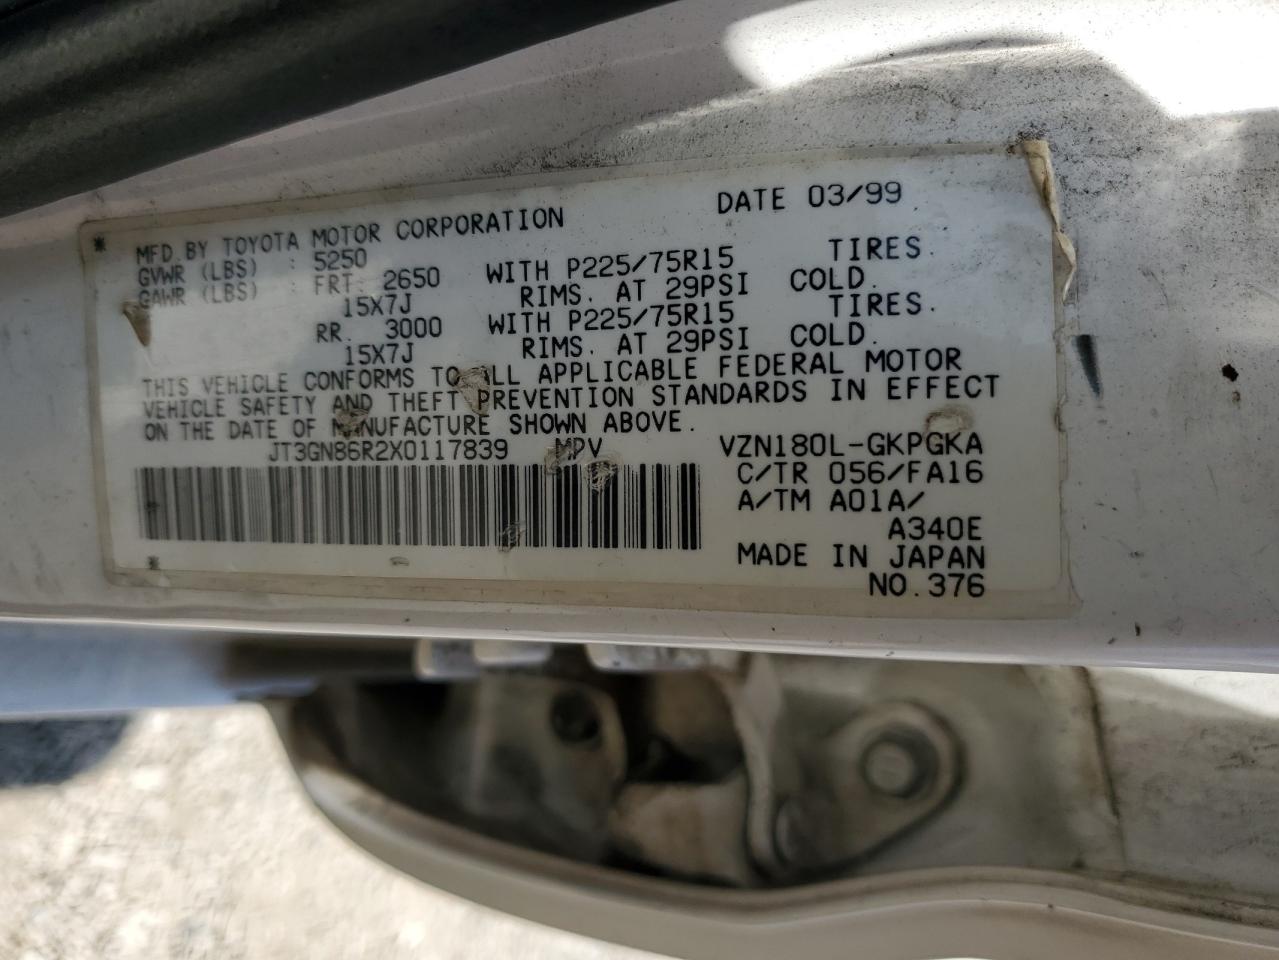 * MFD.BY TOYOTA MOTOR CORPORATION DATE 03/99
GVWR (LBS) : 5250
GAWR (LBS) : FRT. 2650 WITH P225/75R15 TIRES.
15X7J RIMS. AT 29PSI COLD.
RR. 3000 WITH P225/75R15 TIRES.
15X7J RIMS. AT 29PSI COLD.
THIS VEHICLE CONFORMS TO ALL APPLICABLE FEDERAL MOTOR
VEHICLE SAFETY AND THEFT PREVENTION STANDARDS IN EFFECT
ON THE DATE OF MANUFACTURE SHOWN ABOVE.
JT3GN86R2X0117839 MPV VZN180L-GKPGKA
C/TR 056/FA16
A/TM A01A/
A340E
* MADE IN JAPAN
NO.376